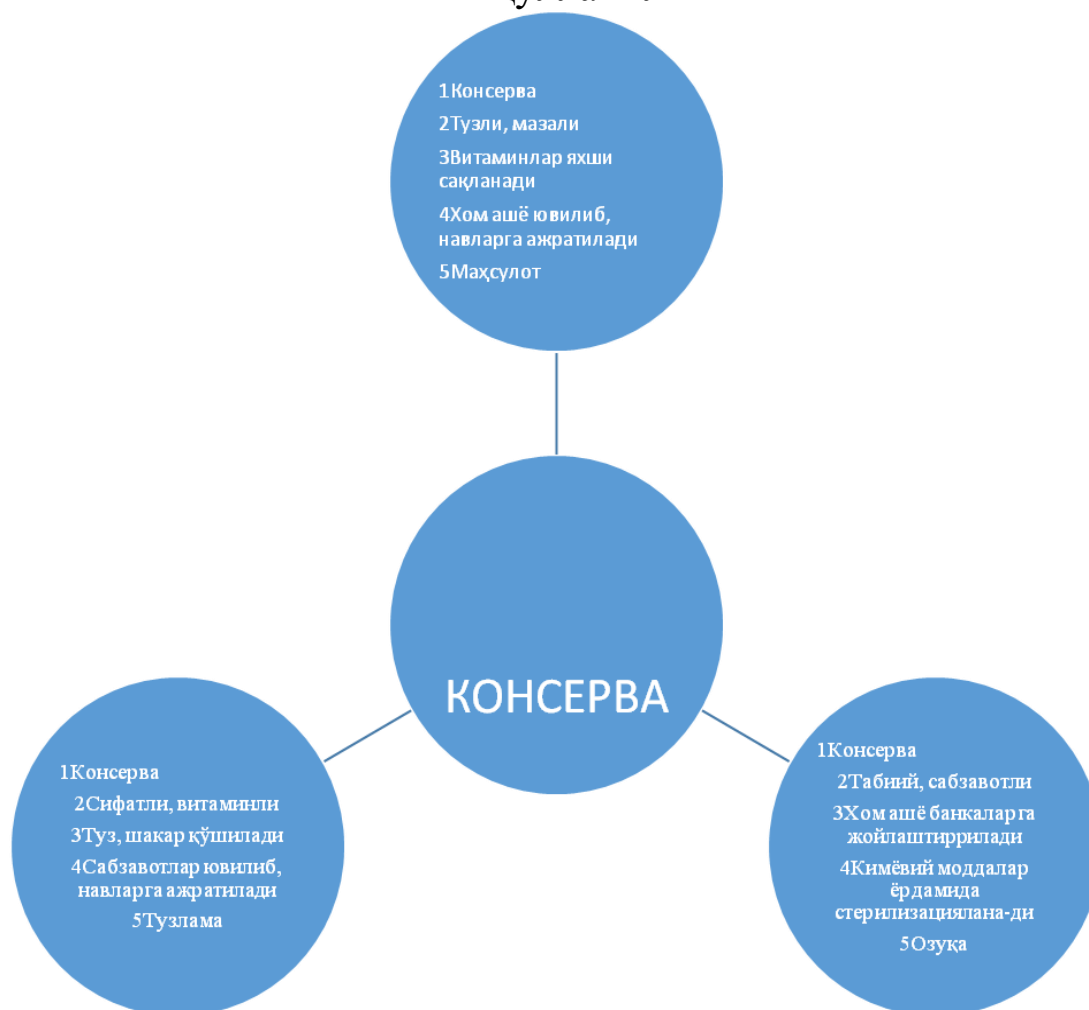 1Консерва
2Тузли, мазали
3Витаминлар яхши
сақланади
4Хом ашё ювилиб,
навларга ажратилади
5Маҳсулот
КОНСЕРВА
1Консерва
2Сифатли, витаминли
3Туз, шакар қўшилади
4Сабзавотлар ювилиб,
навларга ажратилади
5Тузлама
1Консерва
2Табиий, сабзавотли
3Хом ашё банкаларга
жойлаштиррилади
4Кимёвий моддалар
ёрдамида
стерилизациялана-ди
5Озуқа